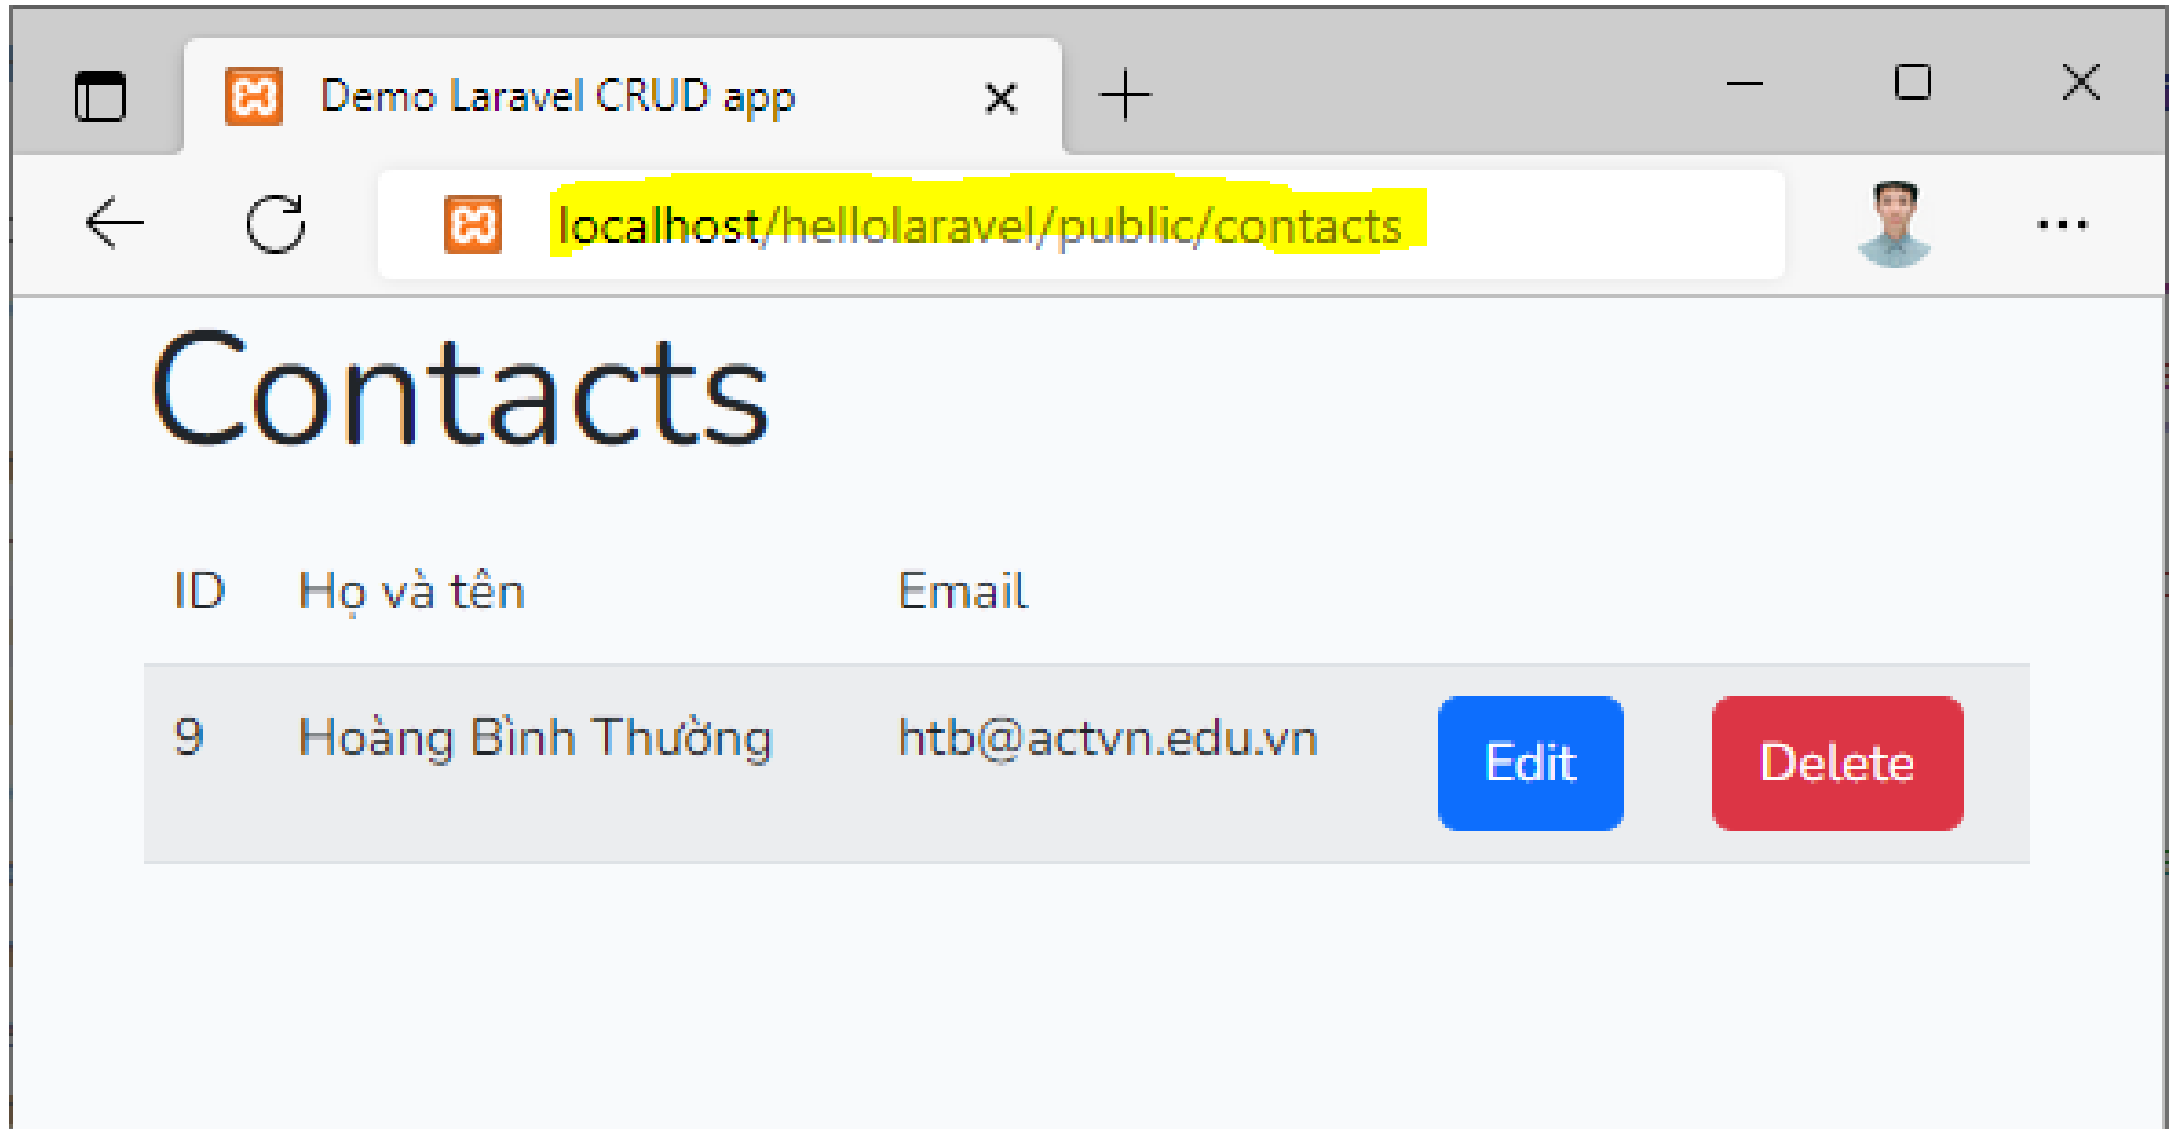 Demo Laravel CRUD app
localhost/hellolaravel/public/contacts
Contacts
ID Họ và tên Email
9 Hoàng Bình Thường htb@actvn.edu.vn Edit Delete